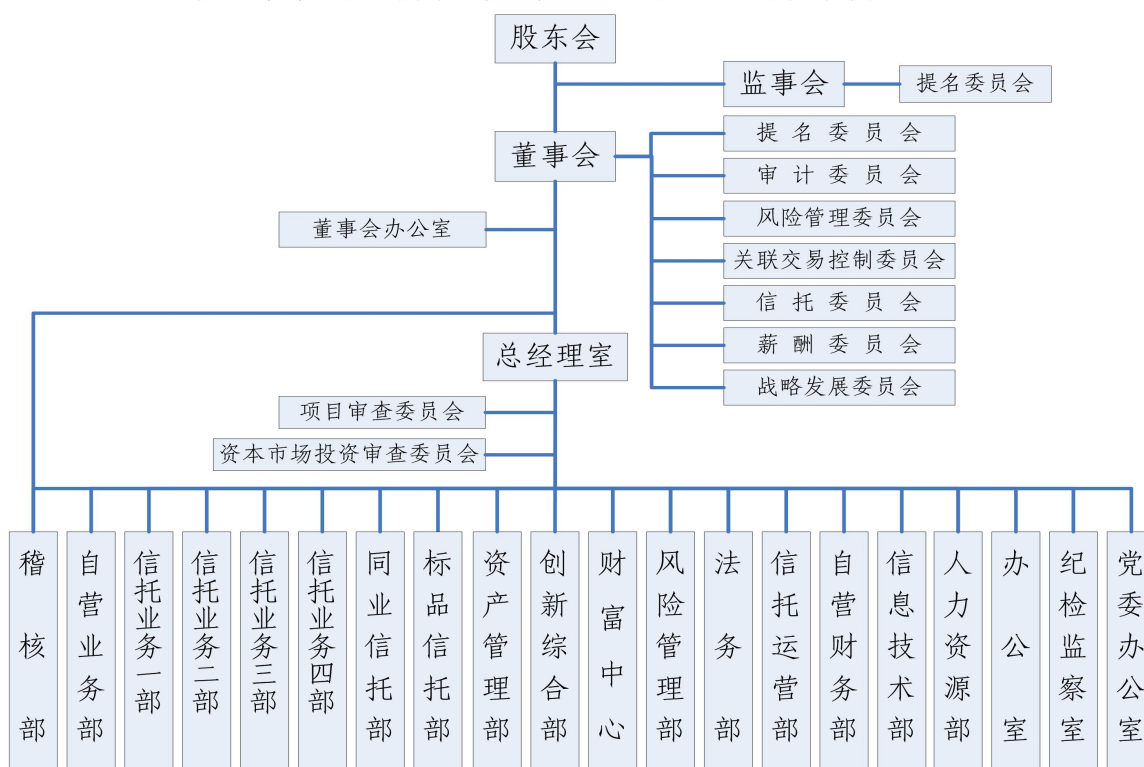 股东会
监事会
提名委员会
董事会
提名委员会
审计委员会
风险管理委员会
关联交易控制委员会
信托委员会
薪酬委员会
战略发展委员会
董事会办公室
总经理室
项目审查委员会
资本市场投资审查委员会
稽核部
自营业务部
信托业务一部
信托业务二部
信托业务三部
信托业务四部
同业信托部
标品信托部
资产管理部
创新综合部
财富中心
风险管理部
法务部
信托运营部
自营财务部
信息技术部
人力资源部
办公室
纪检监察室
党委办公室